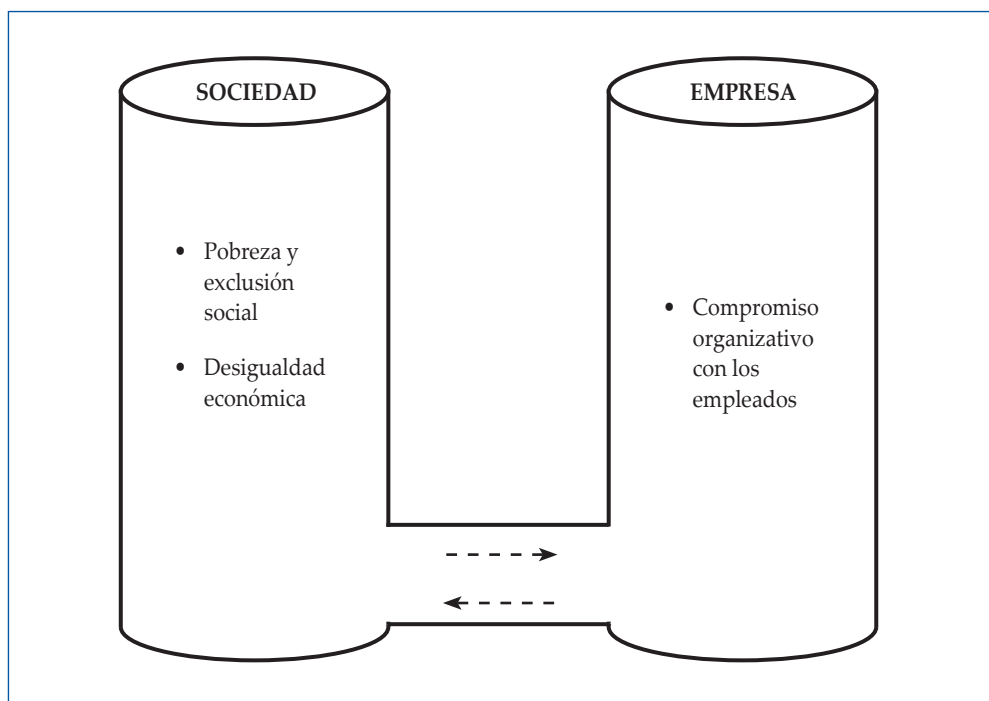 SOCIEDAD
• Pobreza y
exclusión
social
• Desigualdad
económica
EMPRESA
• Compromiso
organizativo
con los
empleados